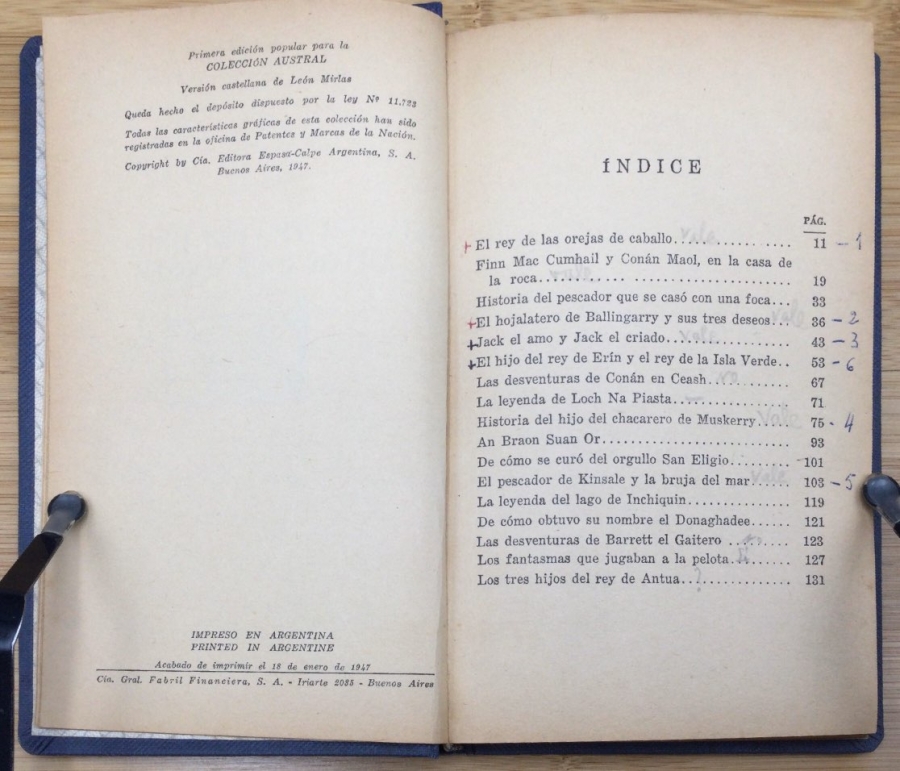 Primera edición popular para la
COLECCIÓN AUSTRAL
Versión castellana de León Mirlas
Queda hecho el depósito dispuesto por la ley Nº 11.723
Todas las características gráficas de esta colección han sido
registradas en la oficina de Patentes y Marcas de la Nación.
Copyright by Cía. Editora Espasa-Calpe Argentina, S. A.
Buenos Aires, 1947.
IMPRESO EN ARGENTINA
PRINTED IN ARGENTINE
Acabado de imprimir el 18 de enero de 1947
Cía. Gral. Fabril Financiera, S. A. - Iriarte 2035 - Buenos Aires
ÍNDICE
PÁG.
+ El rey de las orejas de caballo.................. 11 - 1
Finn Mac Cumhail y Conán Maol, en la casa de
la roca................................... 19
Historia del pescador que se casó con una foca... 33
+ El hojalatero de Ballingarry y sus tres deseos... 36 - 2
+ Jack el amo y Jack el criado................... 43 - 3
+ El hijo del rey de Erín y el rey de la Isla Verde.. 53 - 6
Las desventuras de Conán en Ceash............ 67
La leyenda de Loch Na Piasta................. 71
Historia del hijo del chacarero de Muskerry..... 75 - 4
An Braon Suan Or........................... 93
De cómo se curó del orgullo San Eligio......... 101
El pescador de Kinsale y la bruja del mar...... 103 - 5
La leyenda del lago de Inchiquin............... 119
De cómo obtuvo su nombre el Donaghadee...... 121
Las desventuras de Barrett el Gaitero ......... 123
Los fantasmas que jugaban a la pelota......... 127
Los tres hijos del rey de Antua................ 131